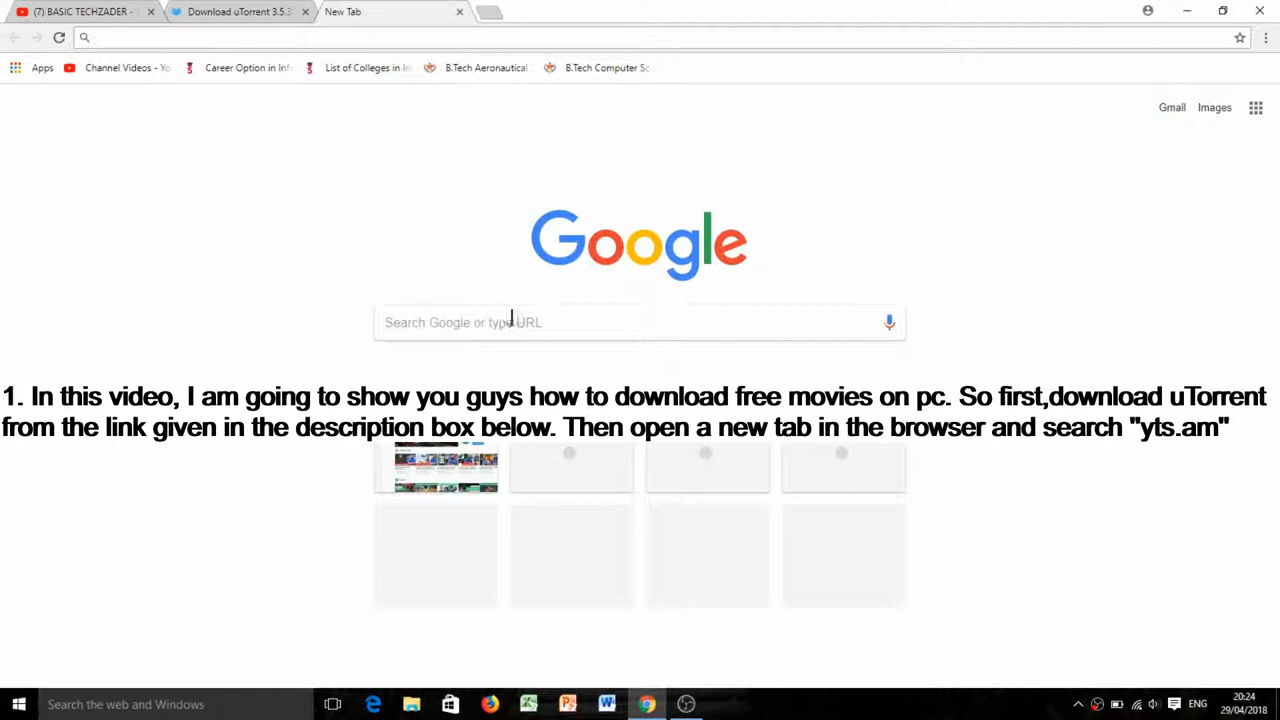 (7) BASIC TECHZADER -
Download uTorrent 3.5.3
New Tab
Apps
Channel Videos - Yo
Career Option in Inf
List of Colleges in In
B.Tech Aeronautical
B.Tech Computer Sc
Gmail Images
Google
Search Google or type URL
1. In this video, I am going to show you guys how to download free movies on pc. So first,download uTorrent
from the link given in the description box below. Then open a new tab in the browser and search "yts.am"
Search the web and Windows
ENG
20:24
29/04/2018